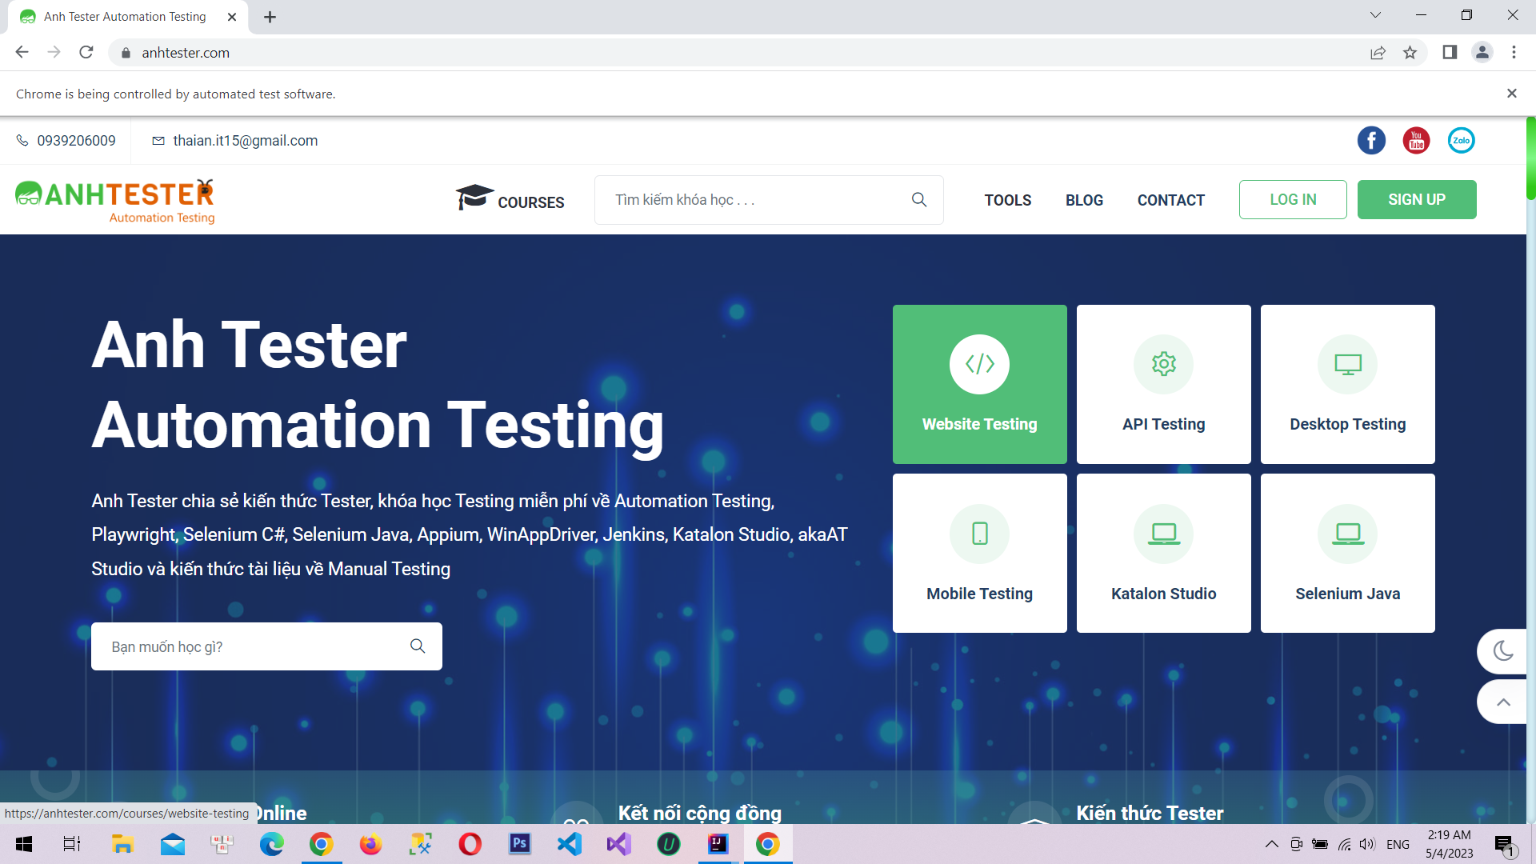 Anh Tester Automation Testing
anhtester.com
Chrome is being controlled by automated test software.
0939206009
thaian.it15@gmail.com
You
Tube
Zalo
ANHTESTER
Automation Testing
COURSES
Tìm kiếm khóa học . . .
TOOLS
BLOG
CONTACT
LOG IN
SIGN UP
Anh Tester
Automation Testing
Anh Tester chia sẻ kiến thức Tester, khóa học Testing miễn phí về Automation Testing,
Playwright, Selenium C#, Selenium Java, Appium, WinAppDriver, Jenkins, Katalon Studio, akaAT
Studio và kiến thức tài liệu về Manual Testing
Bạn muốn học gì?
Website Testing
API Testing
Desktop Testing
Mobile Testing
Katalon Studio
Selenium Java
Online
Kết nối cộng đồng
Kiến thức Tester
https://anhtester.com/courses/website-testing
Ps
U
IJ
ENG
2:19 AM
5/4/2023
1